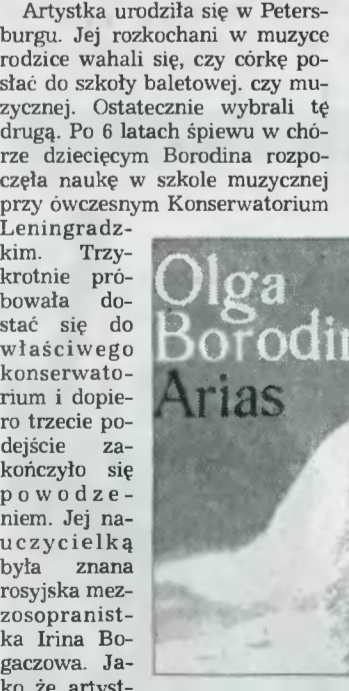 Artystka urodziła się w Peters-
burgu. Jej rozkochani w muzyce
rodzice wahali się, czy córkę po-
słać do szkoły baletowej. czy mu-
zycznej. Ostatecznie wybrali tę
drugą. Po 6 latach śpiewu w chó-
rze dziecięcym Borodina rozpo-
częła naukę w szkole muzycznej
przy ówczesnym Konserwatorium
Leningradz-
kim. Trzy-
krotnie pró-
bowała do-
stać się do
właściwego
konserwato-
rium i dopie-
ro trzecie po-
dejście za-
kończyło się
powodze-
niem. Jej na-
uczycielką
była znana
rosyjska mez-
zosopranist-
ka Irina Bo-
gaczowa. Ja-
ko że artyst-
Olga
Borodin
Arias